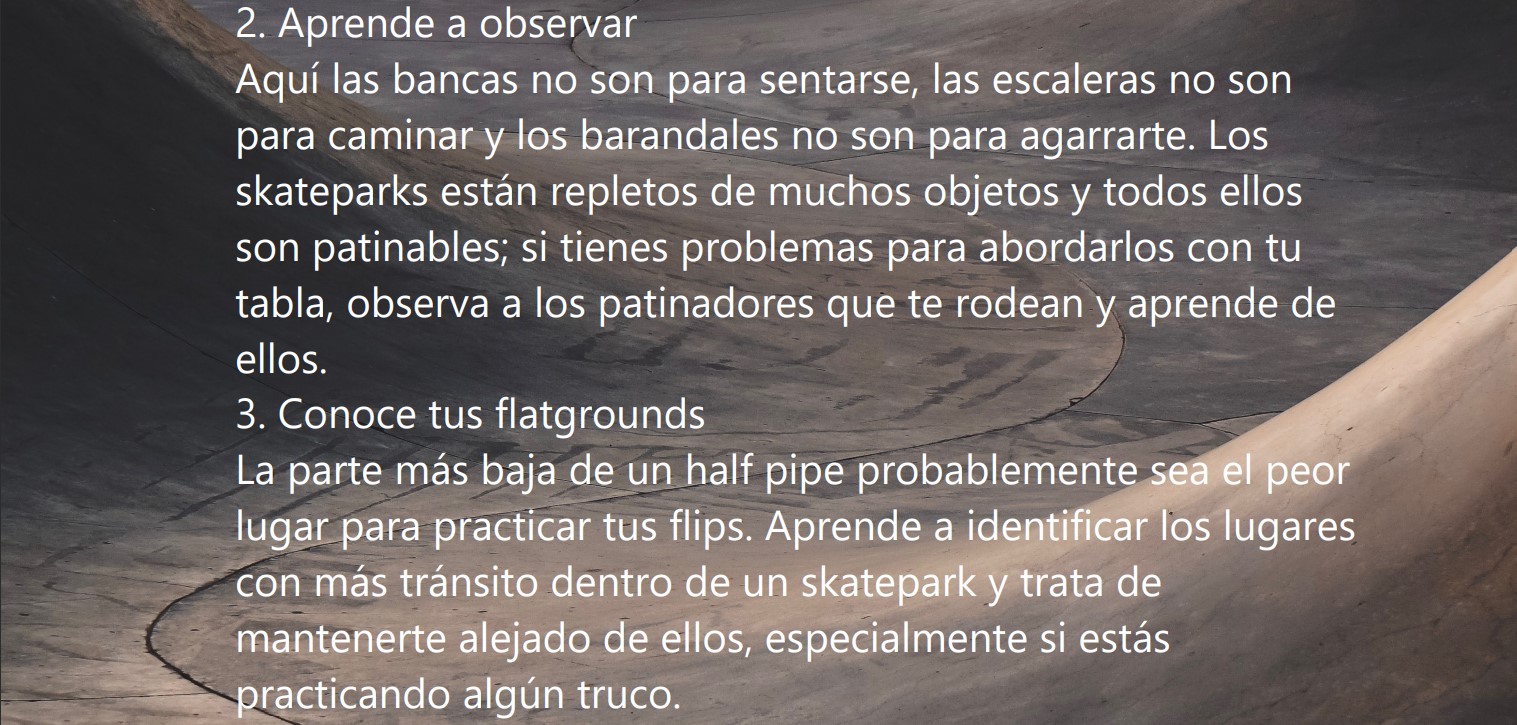 2. Aprende a observar
Aquí las bancas no son para sentarse, las escaleras no son
para caminar y los barandales no son para agarrarte. Los
skateparks están repletos de muchos objetos y todos ellos
son patinables; si tienes problemas para abordarlos con tu
tabla, observa a los patinadores que te rodean y aprende de
ellos.
3. Conoce tus flatgrounds
La parte más baja de un half pipe probablemente sea el peor
lugar para practicar tus flips. Aprende a identificar los lugares
con más tránsito dentro de un skatepark y trata de
mantenerte alejado de ellos, especialmente si estás
practicando algún truco.